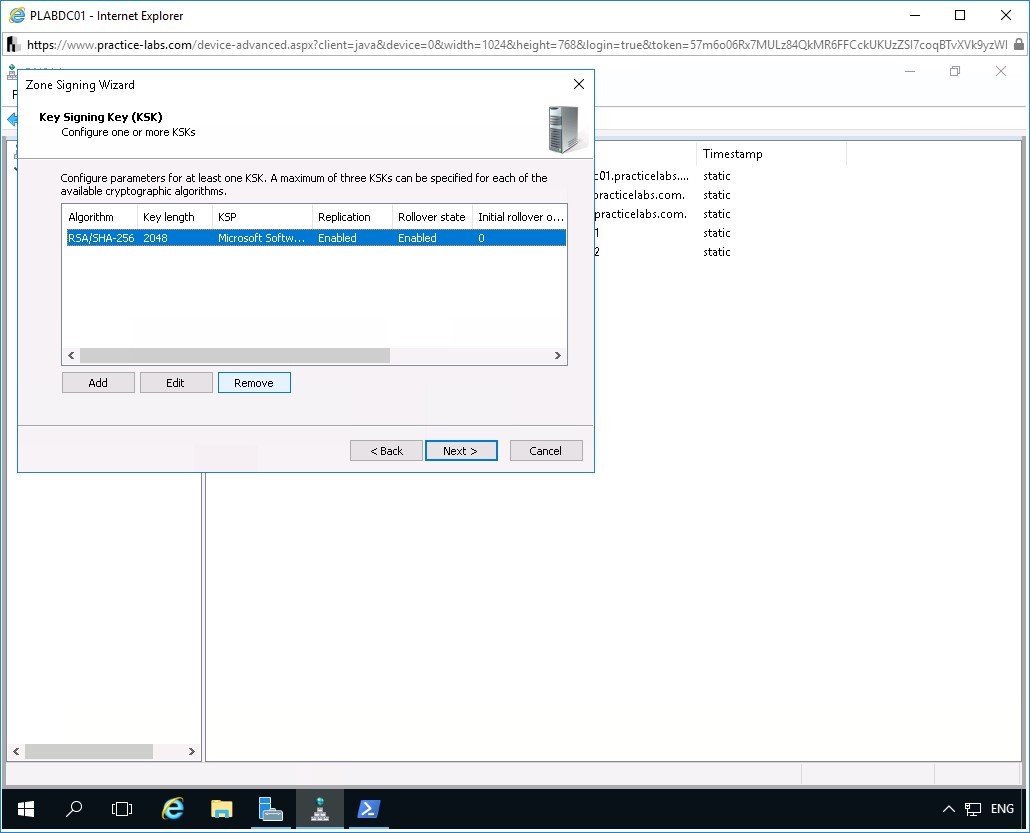 PLABDC01 - Internet Explorer
https://www.practice-labs.com/device-advanced.aspx?client=java&device=0&width=1024&height=768&login=true&token=57m6o06Rx7MULz84QkMR6FFCckUKUzZSI7coqBTvXVk9yzWI
Zone Signing Wizard
Key Signing Key (KSK)
Configure one or more KSKs
Configure parameters for at least one KSK. A maximum of three KSKs can be specified for each of the
available cryptographic algorithms.
Algorithm Key length KSP Replication Rollover state Initial rollover o...
RSA/SHA-256 2048 Microsoft Softw... Enabled Enabled 0
Add Edit Remove
< Back Next > Cancel
Timestamp
c01.practicelabs.... static
practicelabs.com. static
practicelabs.com. static
1 static
2 static
ENG